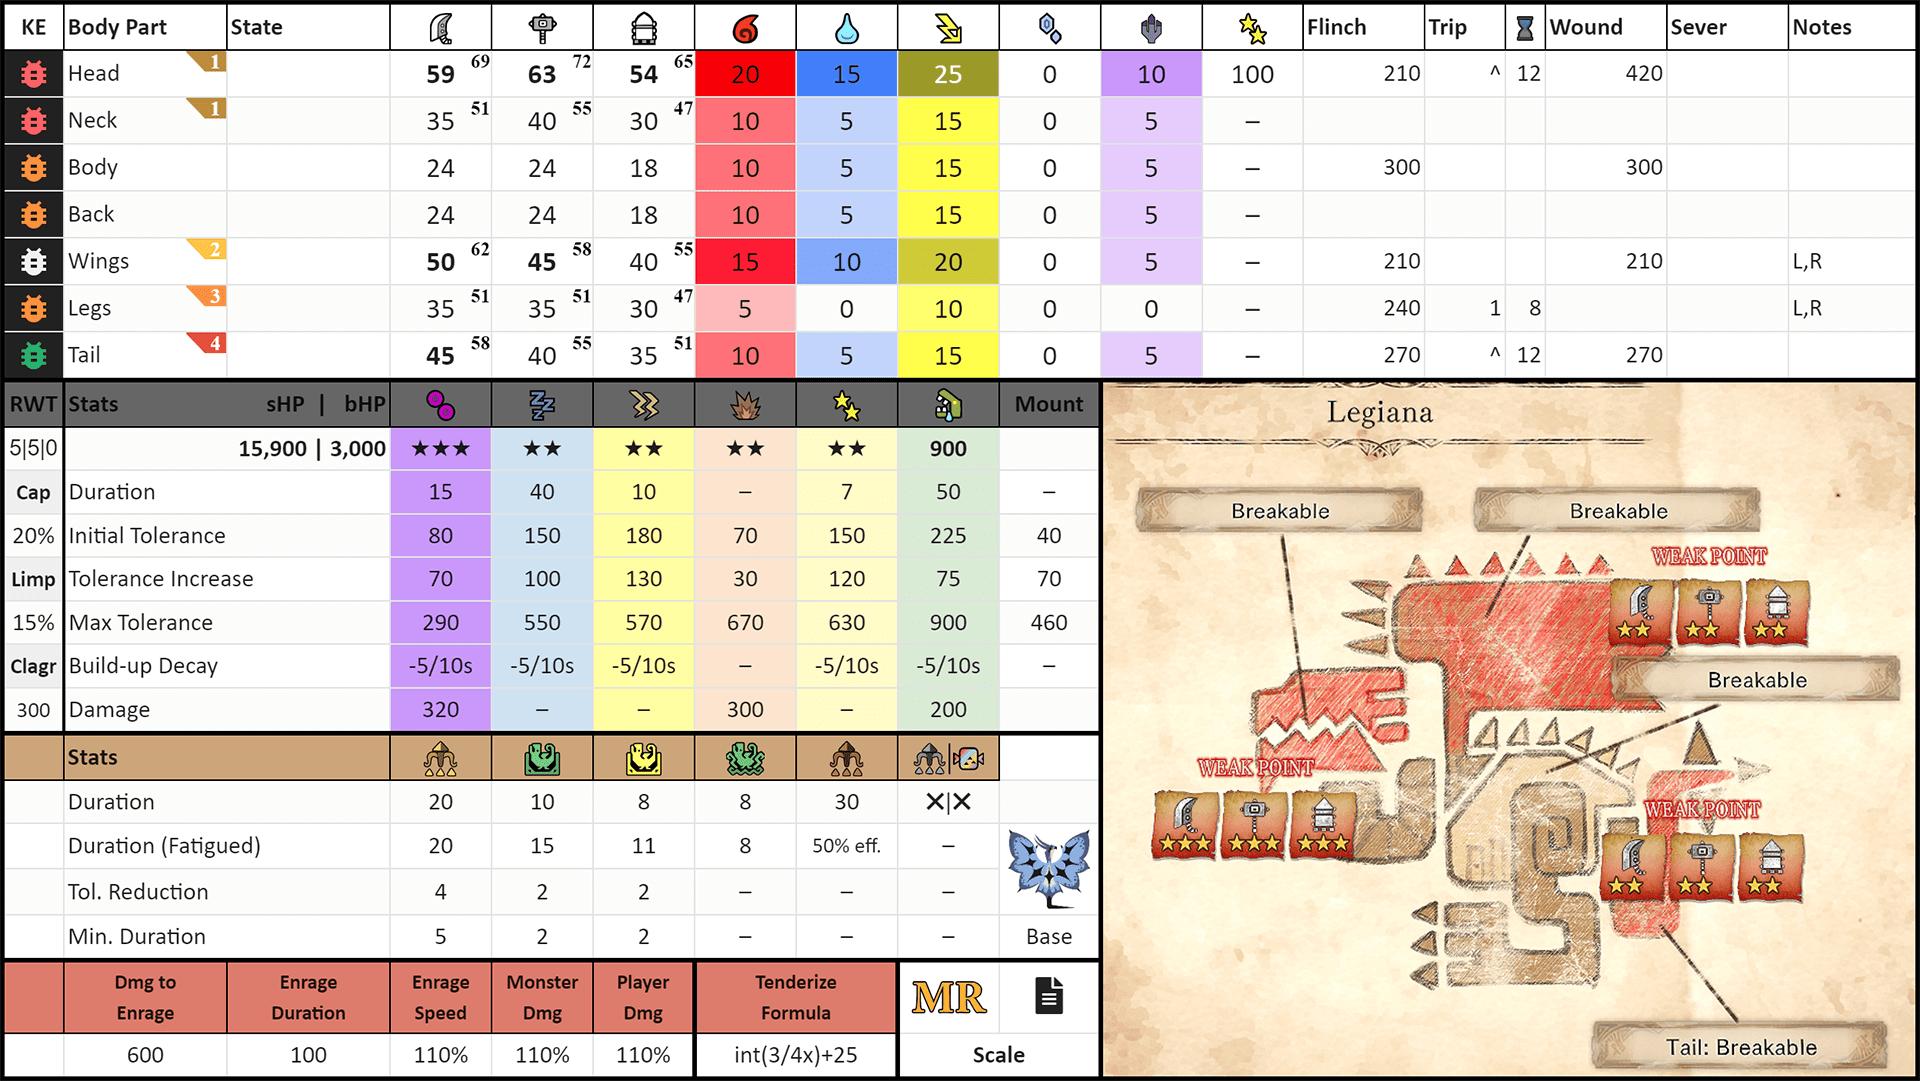 KE Body Part State Flinch Trip Wound Sever Notes
Head 1 59 69 63 72 54 65 20 15 25 0 10 100 210 ^ 12 420
Neck 1 35 51 40 55 30 47 10 5 15 0 5 –
Body 24 24 18 10 5 15 0 5 – 300 300
Back 24 24 18 10 5 15 0 5 –
Wings 2 50 62 45 58 40 55 15 10 20 0 5 – 210 210 L,R
Legs 3 35 51 35 51 30 47 5 0 10 0 0 – 240 1 8 L,R
Tail 4 45 58 40 55 35 51 10 5 15 0 5 – 270 ^ 12 270
RWT Stats sHP | bHP Mount
5|5|0 15,900 | 3,000 ★★★ ★★ ★★ ★★ ★★ 900
Cap Duration 15 40 10 – 7 50 –
20% Initial Tolerance 80 150 180 70 150 225 40
Limp Tolerance Increase 70 100 130 30 120 75 70
15% Max Tolerance 290 550 570 670 630 900 460
Clagr Build-up Decay -5/10s -5/10s -5/10s – -5/10s -5/10s –
300 Damage 320 – – 300 – 200
Stats
Duration 20 10 8 8 30 ✕|✕
Duration (Fatigued) 20 15 11 8 50% eff. –
Tol. Reduction 4 2 2 – – –
Min. Duration 5 2 2 – – – Base
Dmg to Enrage Enrage Monster Player Tenderize
Enrage Duration Speed Dmg Dmg Formula
MR
600 100 110% 110% 110% int(3/4x)+25 Scale
Legiana
Breakable Breakable
WEAK POINT
Breakable
WEAK POINT
WEAK POINT
Tail: Breakable